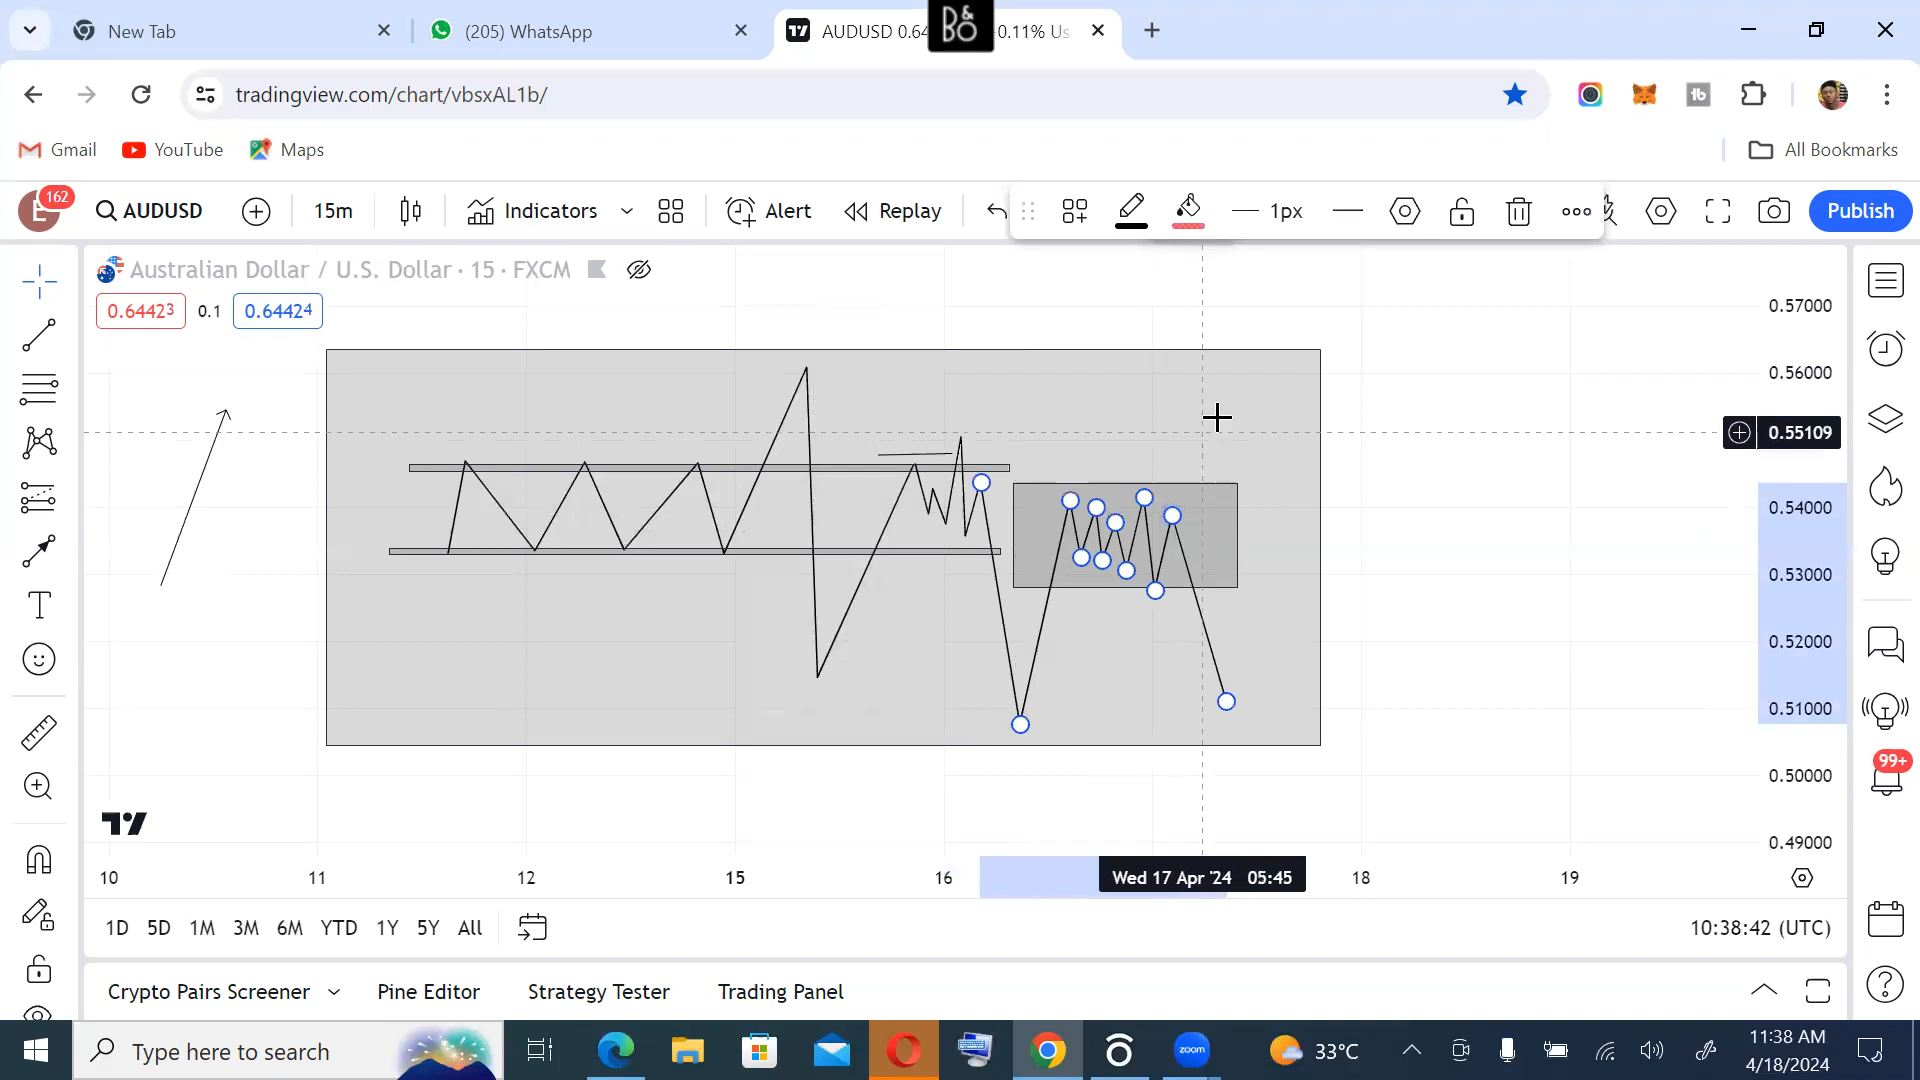 New Tab
(205) WhatsApp
AUDUSD 0.64
0.11% Us
B&O
tradingview.com/chart/vbsxAL1b/
Gmail
YouTube
Maps
All Bookmarks
E
162
AUDUSD
15m
Indicators
Alert
Replay
1px
Publish
Australian Dollar / U.S. Dollar · 15 · FXCM
0.64423
0.1
0.64424
0.57000
0.56000
0.55109
0.54000
0.53000
0.52000
0.51000
0.50000
0.49000
99+
10
11
12
15
16
Wed 17 Apr '24 05:45
18
19
1D
5D
1M
3M
6M
YTD
1Y
5Y
All
10:38:42 (UTC)
Crypto Pairs Screener
Pine Editor
Strategy Tester
Trading Panel
Type here to search
zoom
33°C
11:38 AM
4/18/2024